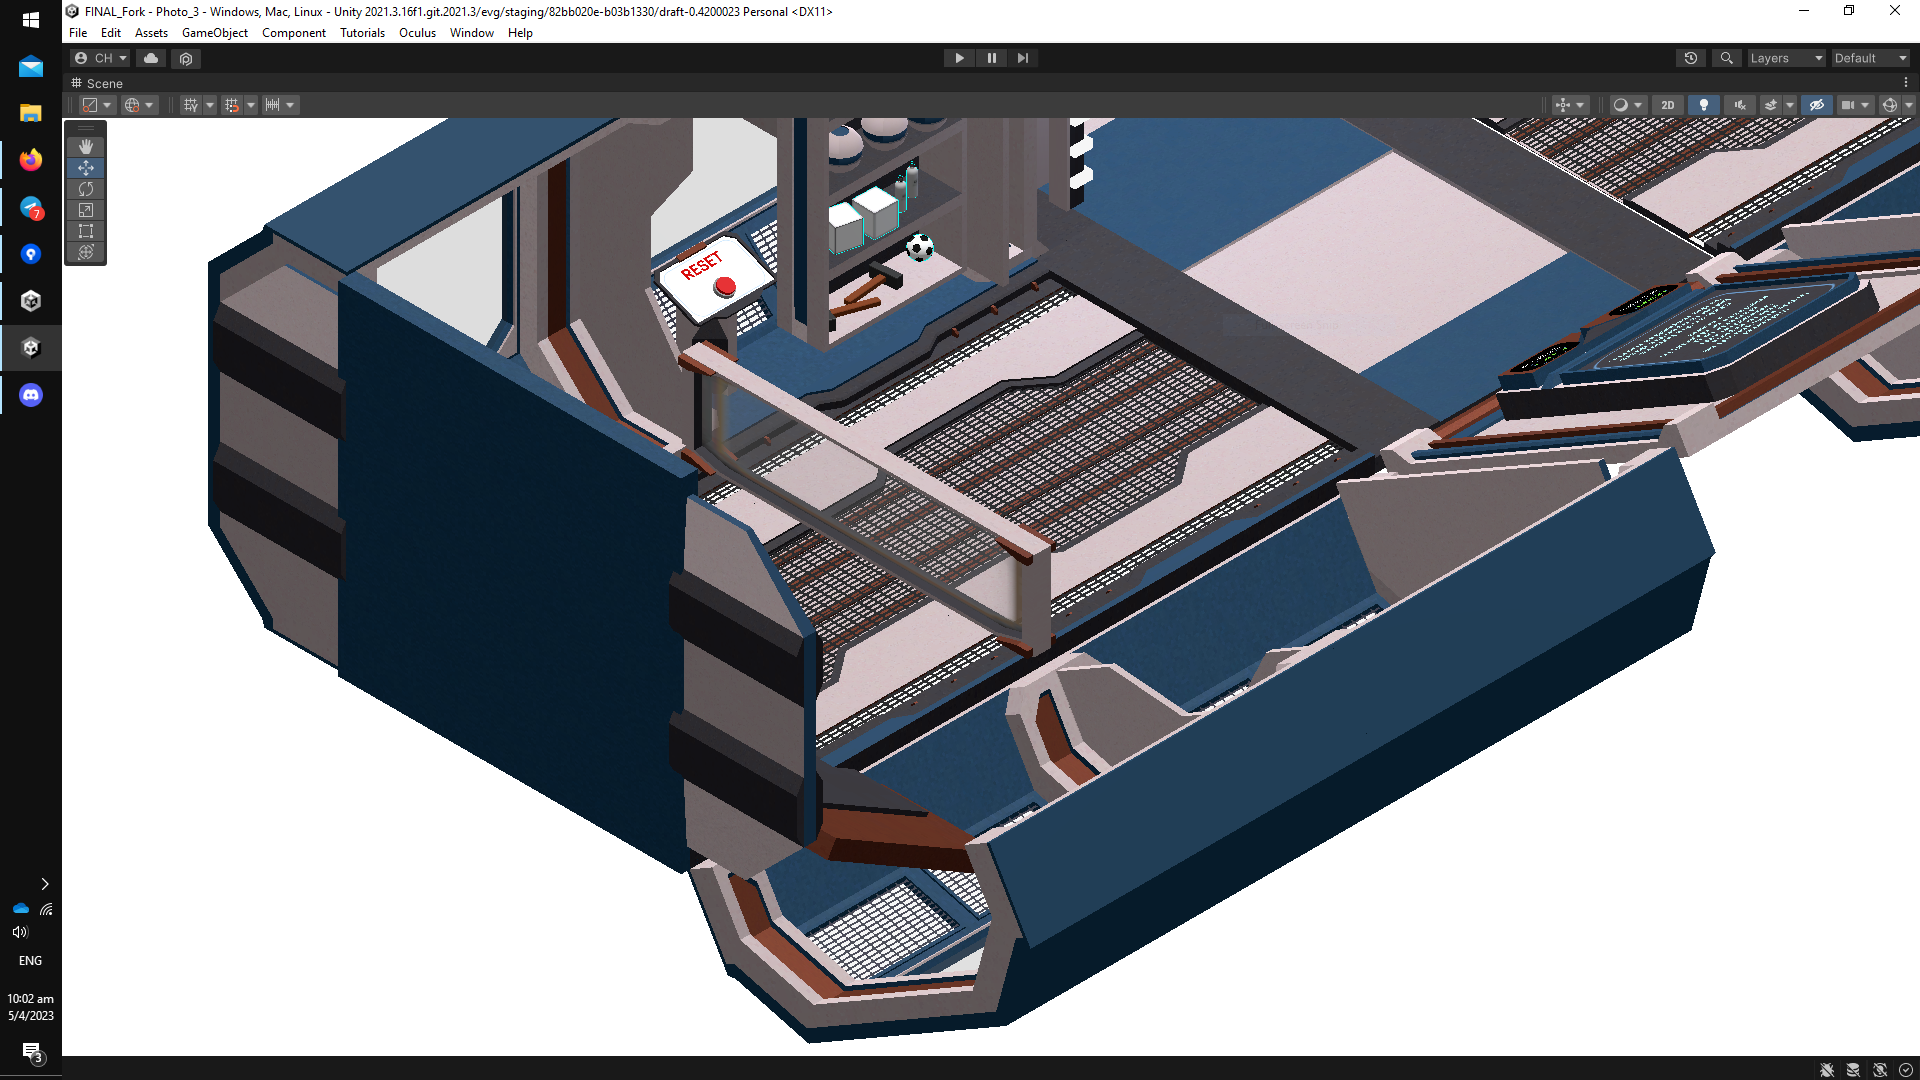 FINAL_Fork - Photo_3 - Windows, Mac, Linux - Unity 2021.3.16f1.git.2021.3/evg/staging/82bb020e-b03b1330/draft-0.4200023 Personal <DX11>
File Edit Assets GameObject Component Tutorials Oculus Window Help
CH
Layers
Default
Scene
2D
RESET
7
ENG
10:02 am
5/4/2023
3